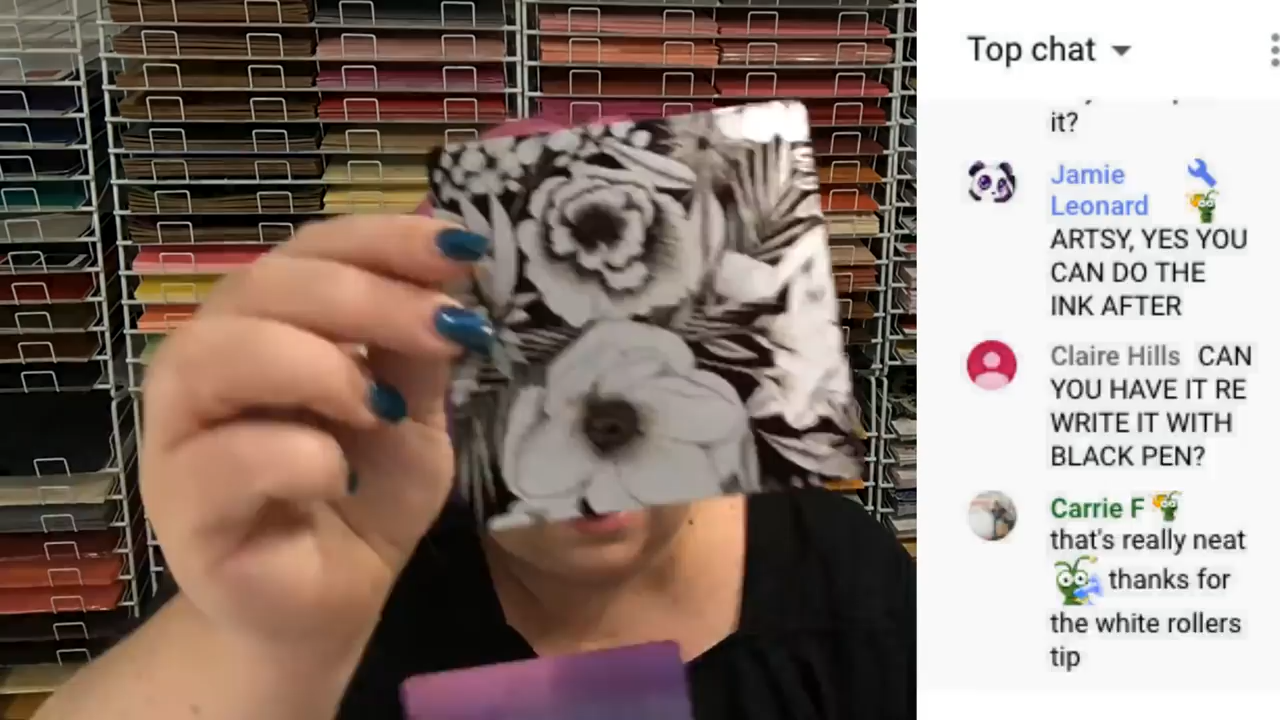 Top chat
it?
Jamie
Leonard
ARTSY, YES YOU
CAN DO THE
INK AFTER
Claire Hills CAN
YOU HAVE IT RE
WRITE IT WITH
BLACK PEN?
Carrie F
that's really neat
thanks for
the white rollers
tip